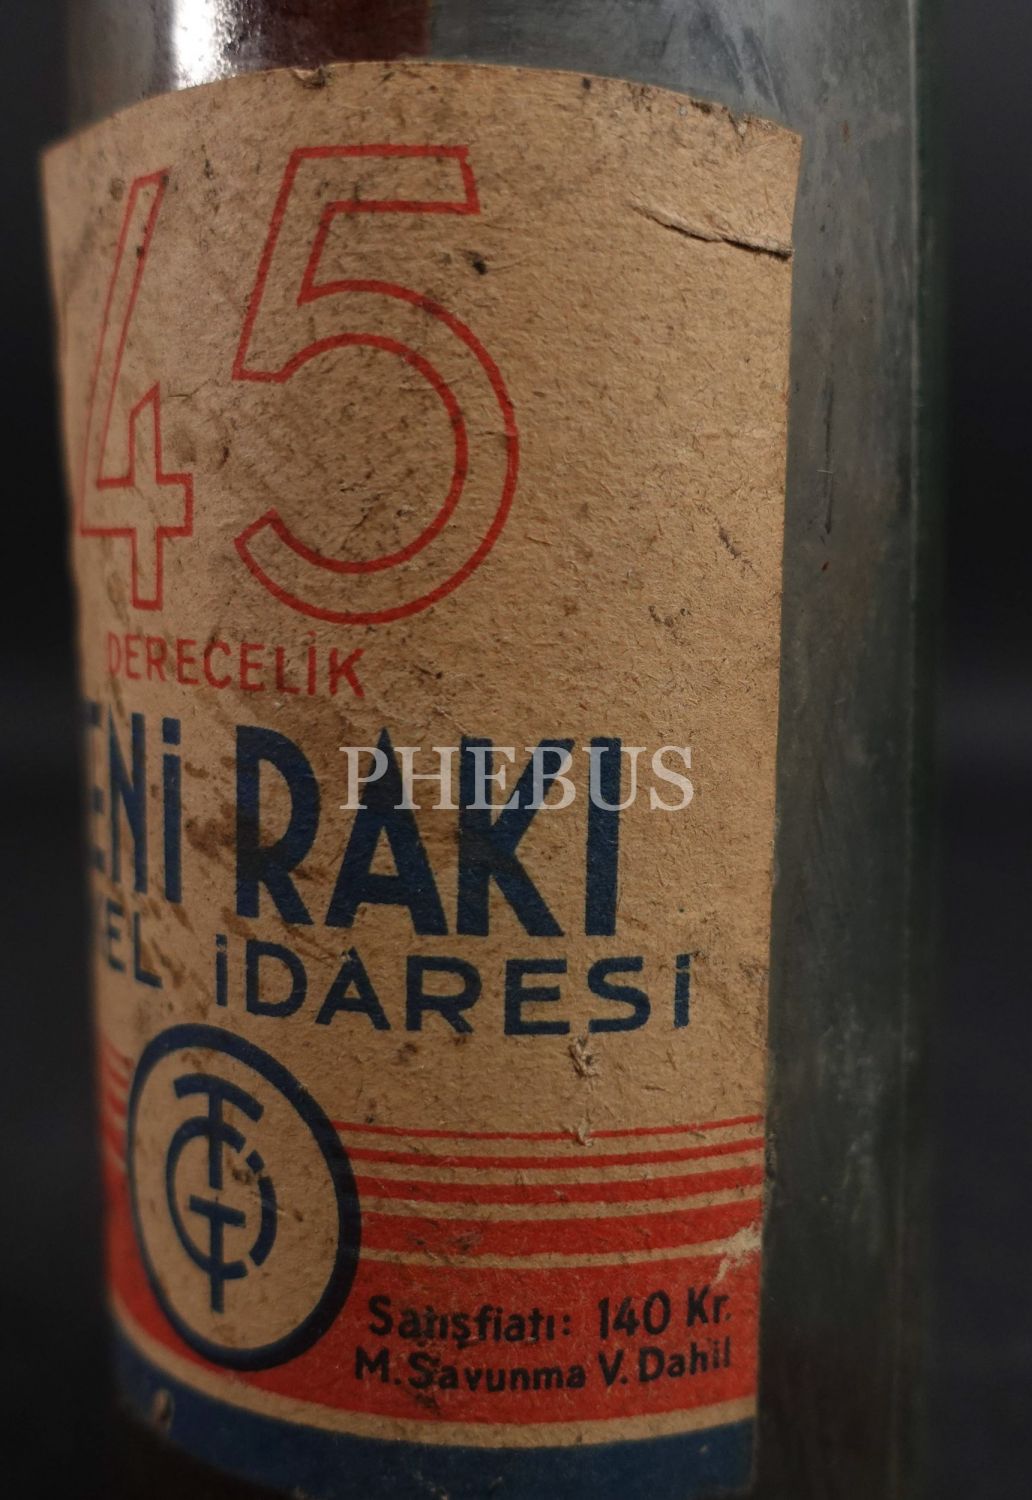 45
DERECELİK
ENİ RAKI
EL İDARESİ
Satışfiatı: 140 Kr.
M. Savunma V. Dahil
PHEBUS